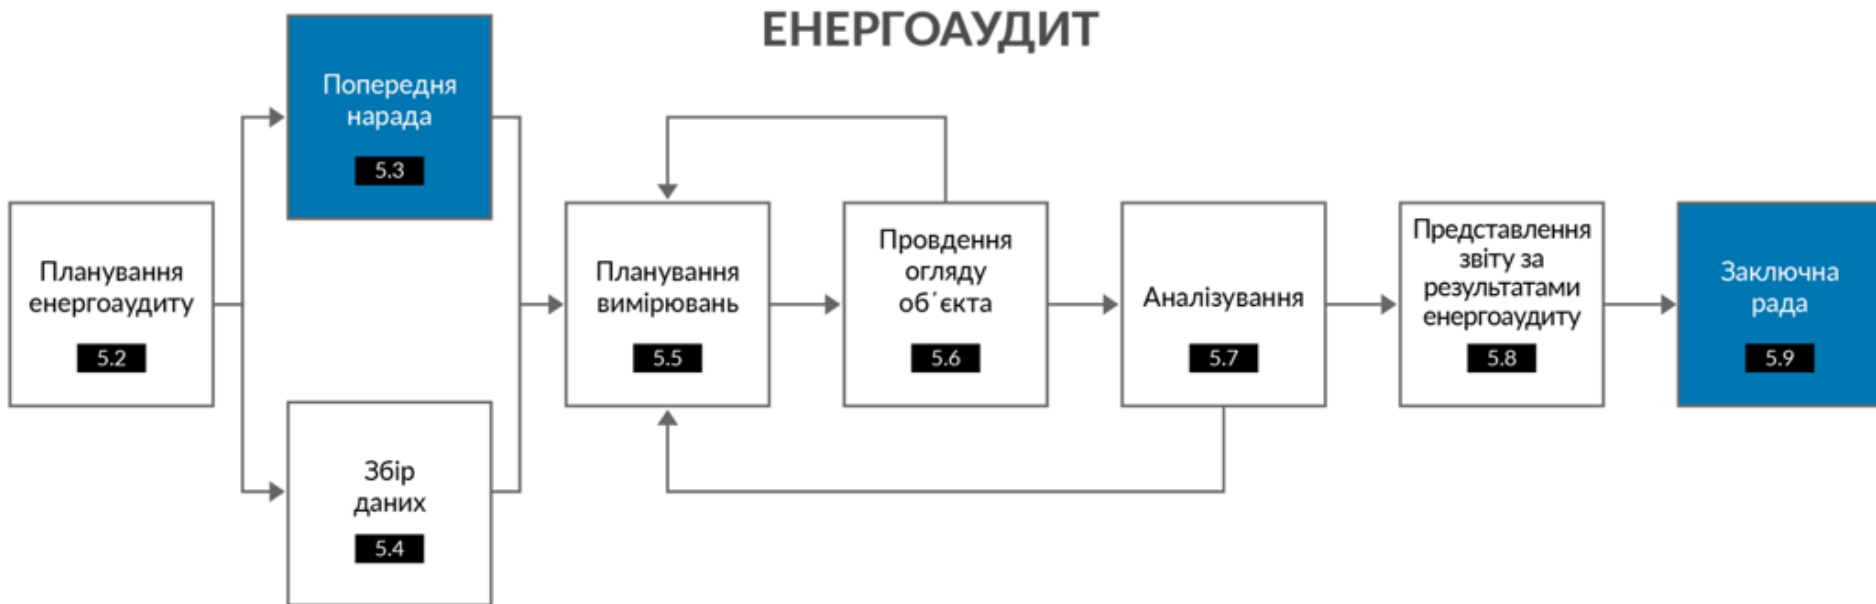 ЕНЕРГОАУДИТ
Планування
енергоаудиту
5.2
Попередня
нарада
5.3
Збір
даних
5.4
Планування
вимірювань
5.5
Провдення
огляду
об´єкта
5.6
Аналізування
5.7
Представлення
звіту за
результатами
енергоаудиту
5.8
Заключна
рада
5.9